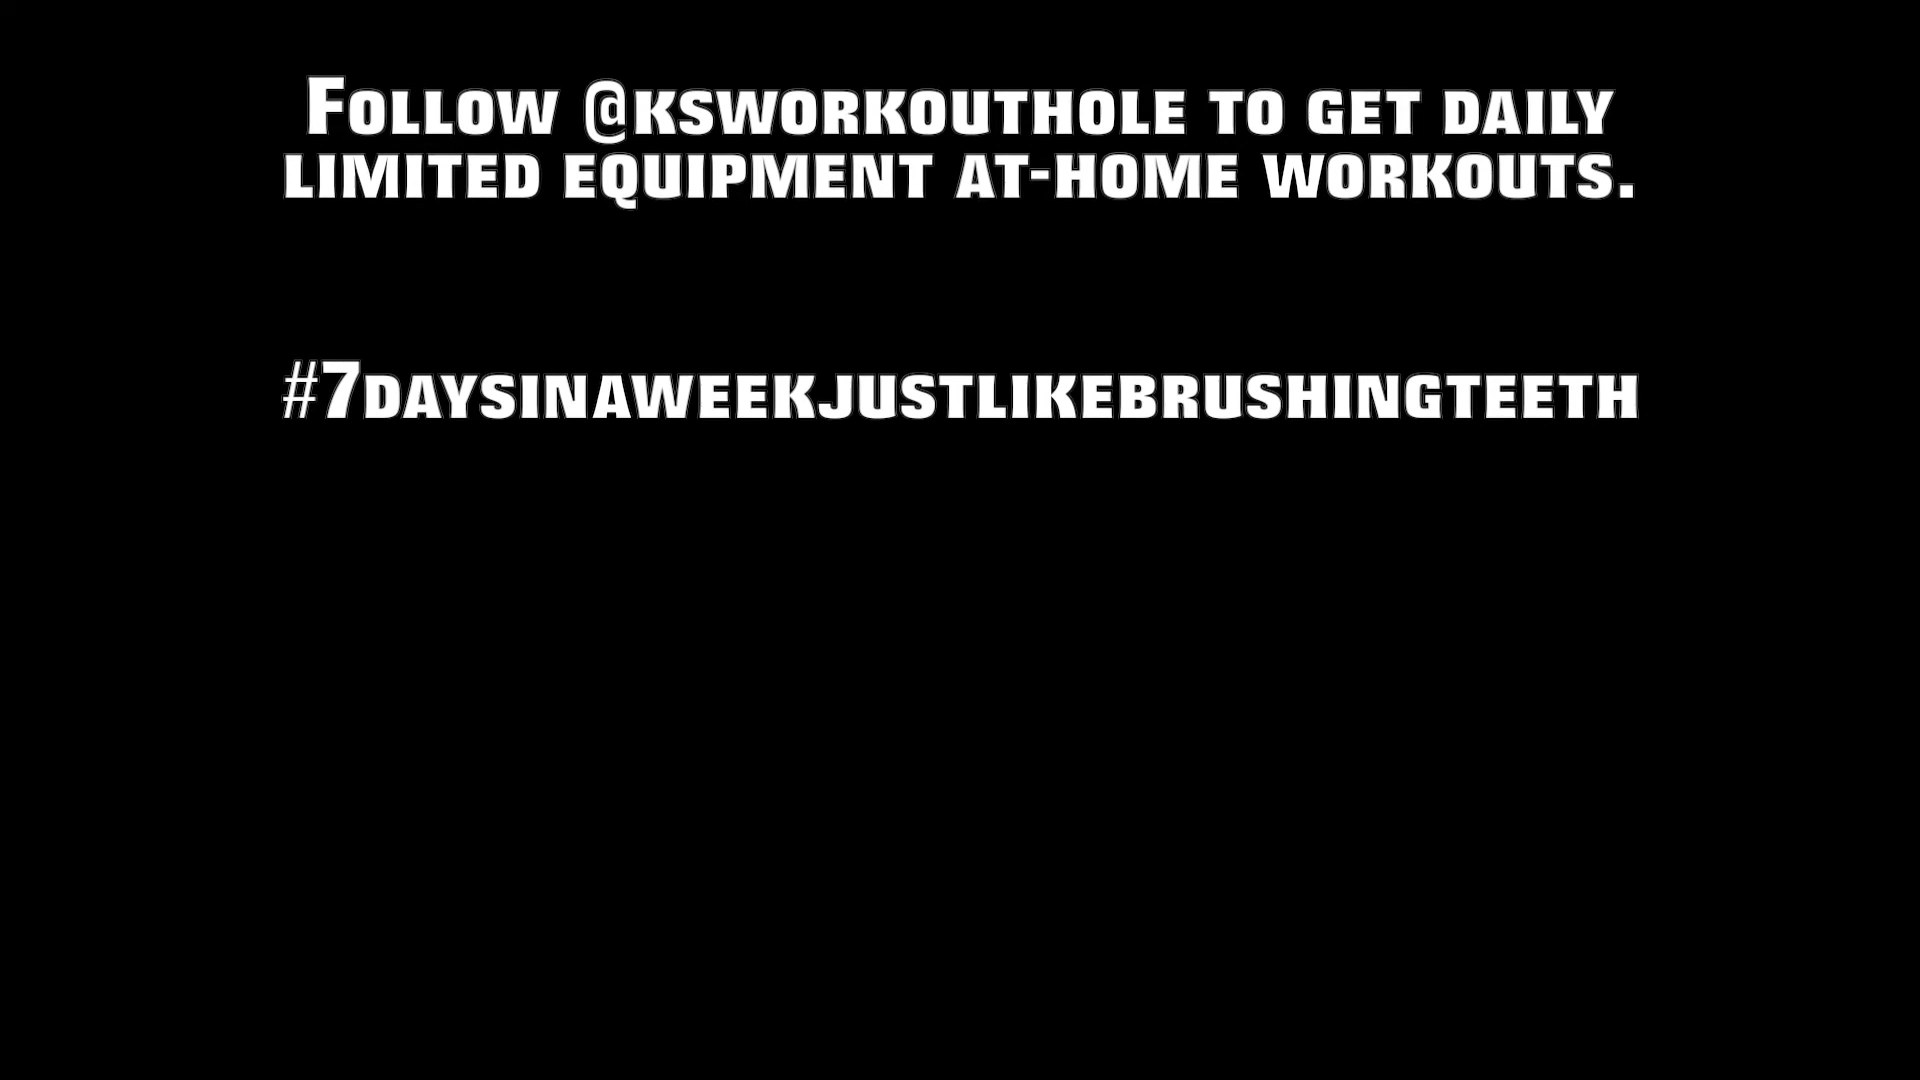 Follow @ksworkouthole to get daily
limited equipment at-home workouts.
#7daysinaweekjustlikebrushingteeth